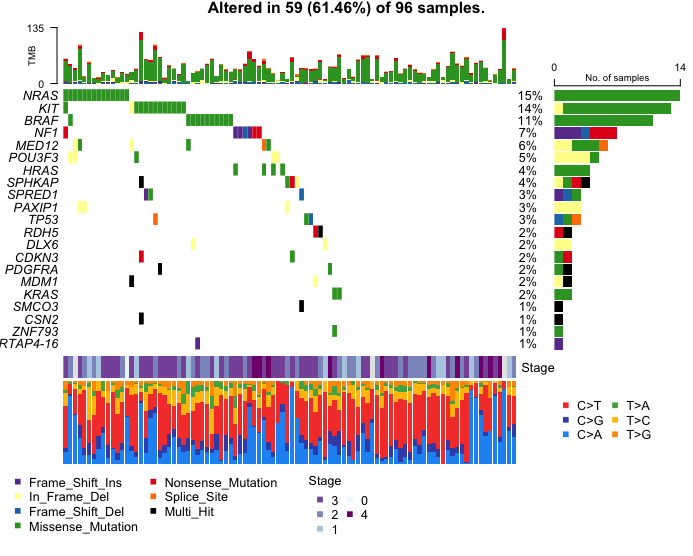 Altered in 59 (61.46%) of 96 samples.
135
TMB
0
0 14
No. of samples
NRAS 15%
KIT 14%
BRAF 11%
NF1 7%
MED12 6%
POU3F3 5%
HRAS 4%
SPHKAP 4%
SPRED1 3%
PAXIP1 3%
TP53 3%
RDH5 2%
DLX6 2%
CDKN3 2%
PDGFRA 2%
MDM1 2%
KRAS 2%
SMCO3 1%
CSN2 1%
ZNF793 1%
RTAP4-16 1%
Stage
C>T T>A
C>G T>C
C>A T>G
Frame_Shift_Ins Nonsense_Mutation
In_Frame_Del Splice_Site
Frame_Shift_Del Multi_Hit
Missense_Mutation
Stage
3 0
2 4
1